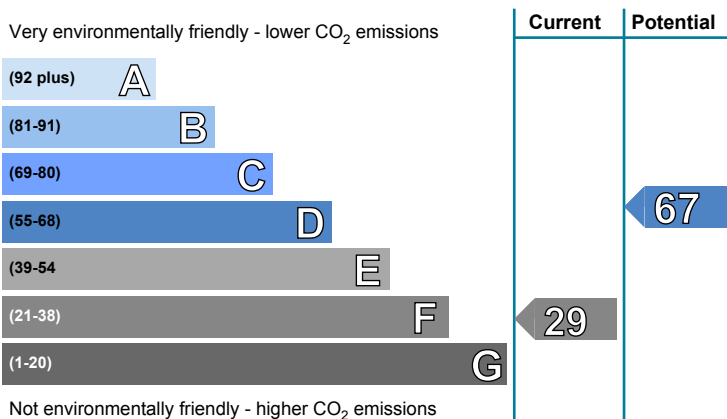 Very environmentally friendly - lower CO₂ emissions
Current
Potential
(92 plus) A
(81-91) B
(69-80) C
(55-68) D
67
(39-54 E
(21-38) F
29
(1-20) G
Not environmentally friendly - higher CO₂ emissions